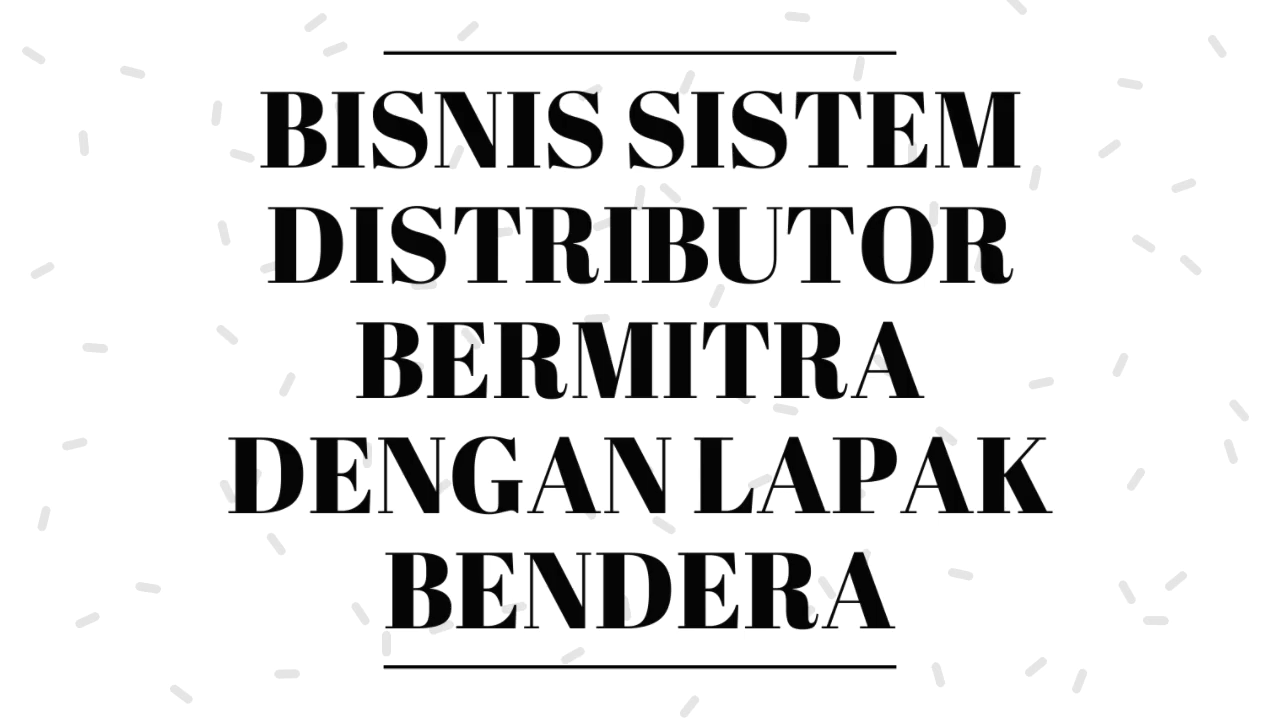 BISNIS SISTEM
DISTRIBUTOR
BERMITRA
DENGAN LAPAK
BENDERA